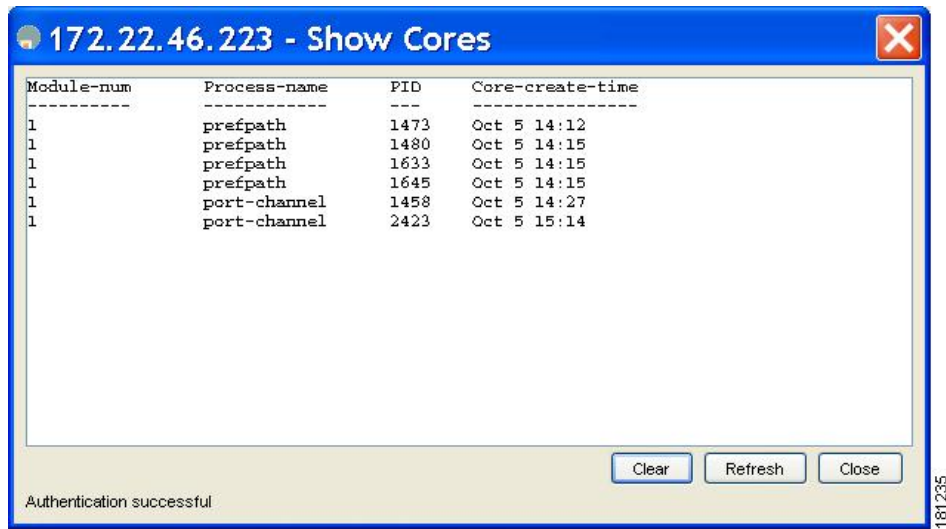 172.22.46.223 - Show Cores
Module-num Process-name PID Core-create-time
---------- ------------ --- ----------------
1 prefpath 1473 Oct 5 14:12
1 prefpath 1480 Oct 5 14:15
1 prefpath 1633 Oct 5 14:15
1 prefpath 1645 Oct 5 14:15
1 port-channel 1458 Oct 5 14:27
1 port-channel 2423 Oct 5 15:14
Clear Refresh Close
Authentication successful
181235